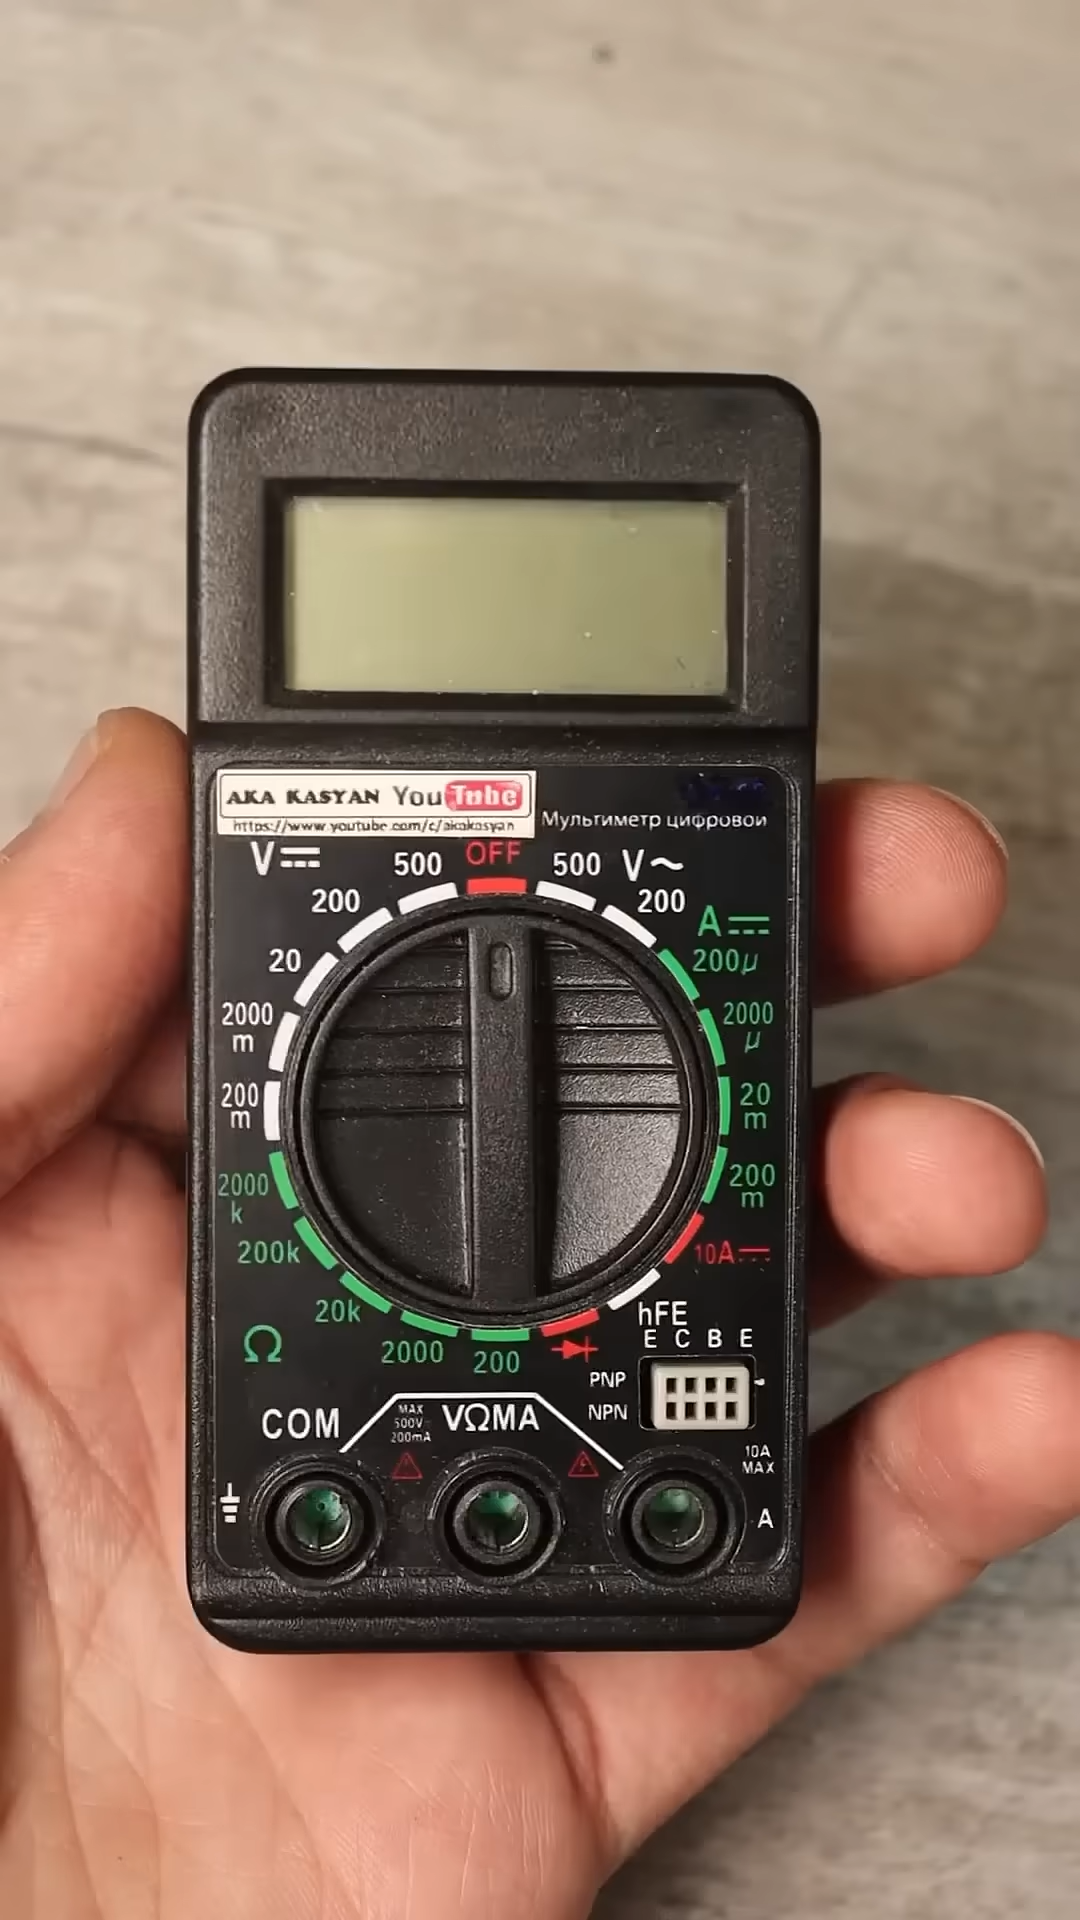 AKA KASYAN YouTube
https://www.youtube.com/c/akakasyan
Мультиметр цифровой
V 500 OFF 500 V~
200 200
A
20 200µ
2000 m 2000 µ
200 m 20 m
2000 k 200 m
200k 10A
20k hFE
Ω 2000 200
E C B E
PNP
NPN
COM MAX 500V 200mA VΩMA
10A MAX
A